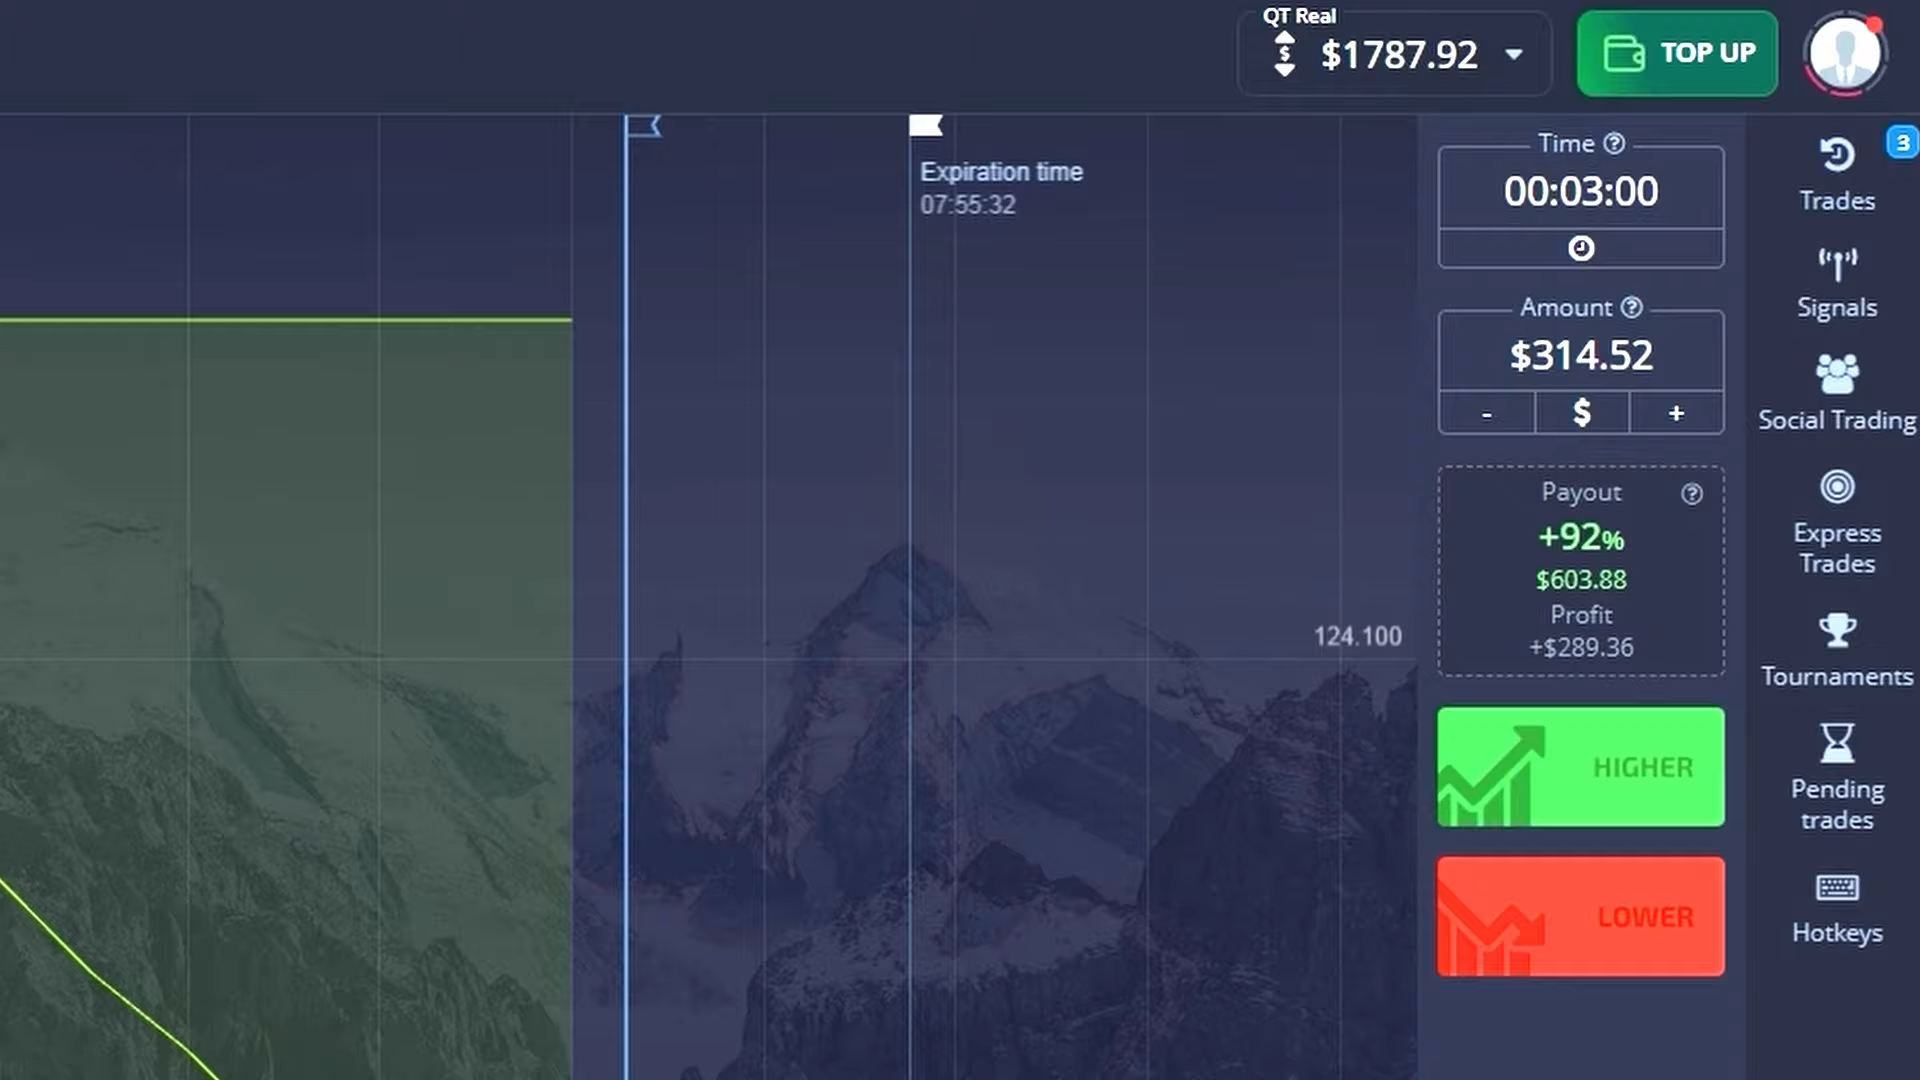 QT Real
$
$1787.92
TOP UP
Expiration time
07:55:32
124.100
Time ?
00:03:00
Amount ?
$314.52
- $ +
Payout ?
+92%
$603.88
Profit
+$289.36
HIGHER
LOWER
3
Trades
Signals
Social Trading
Express
Trades
Tournaments
Pending
trades
Hotkeys